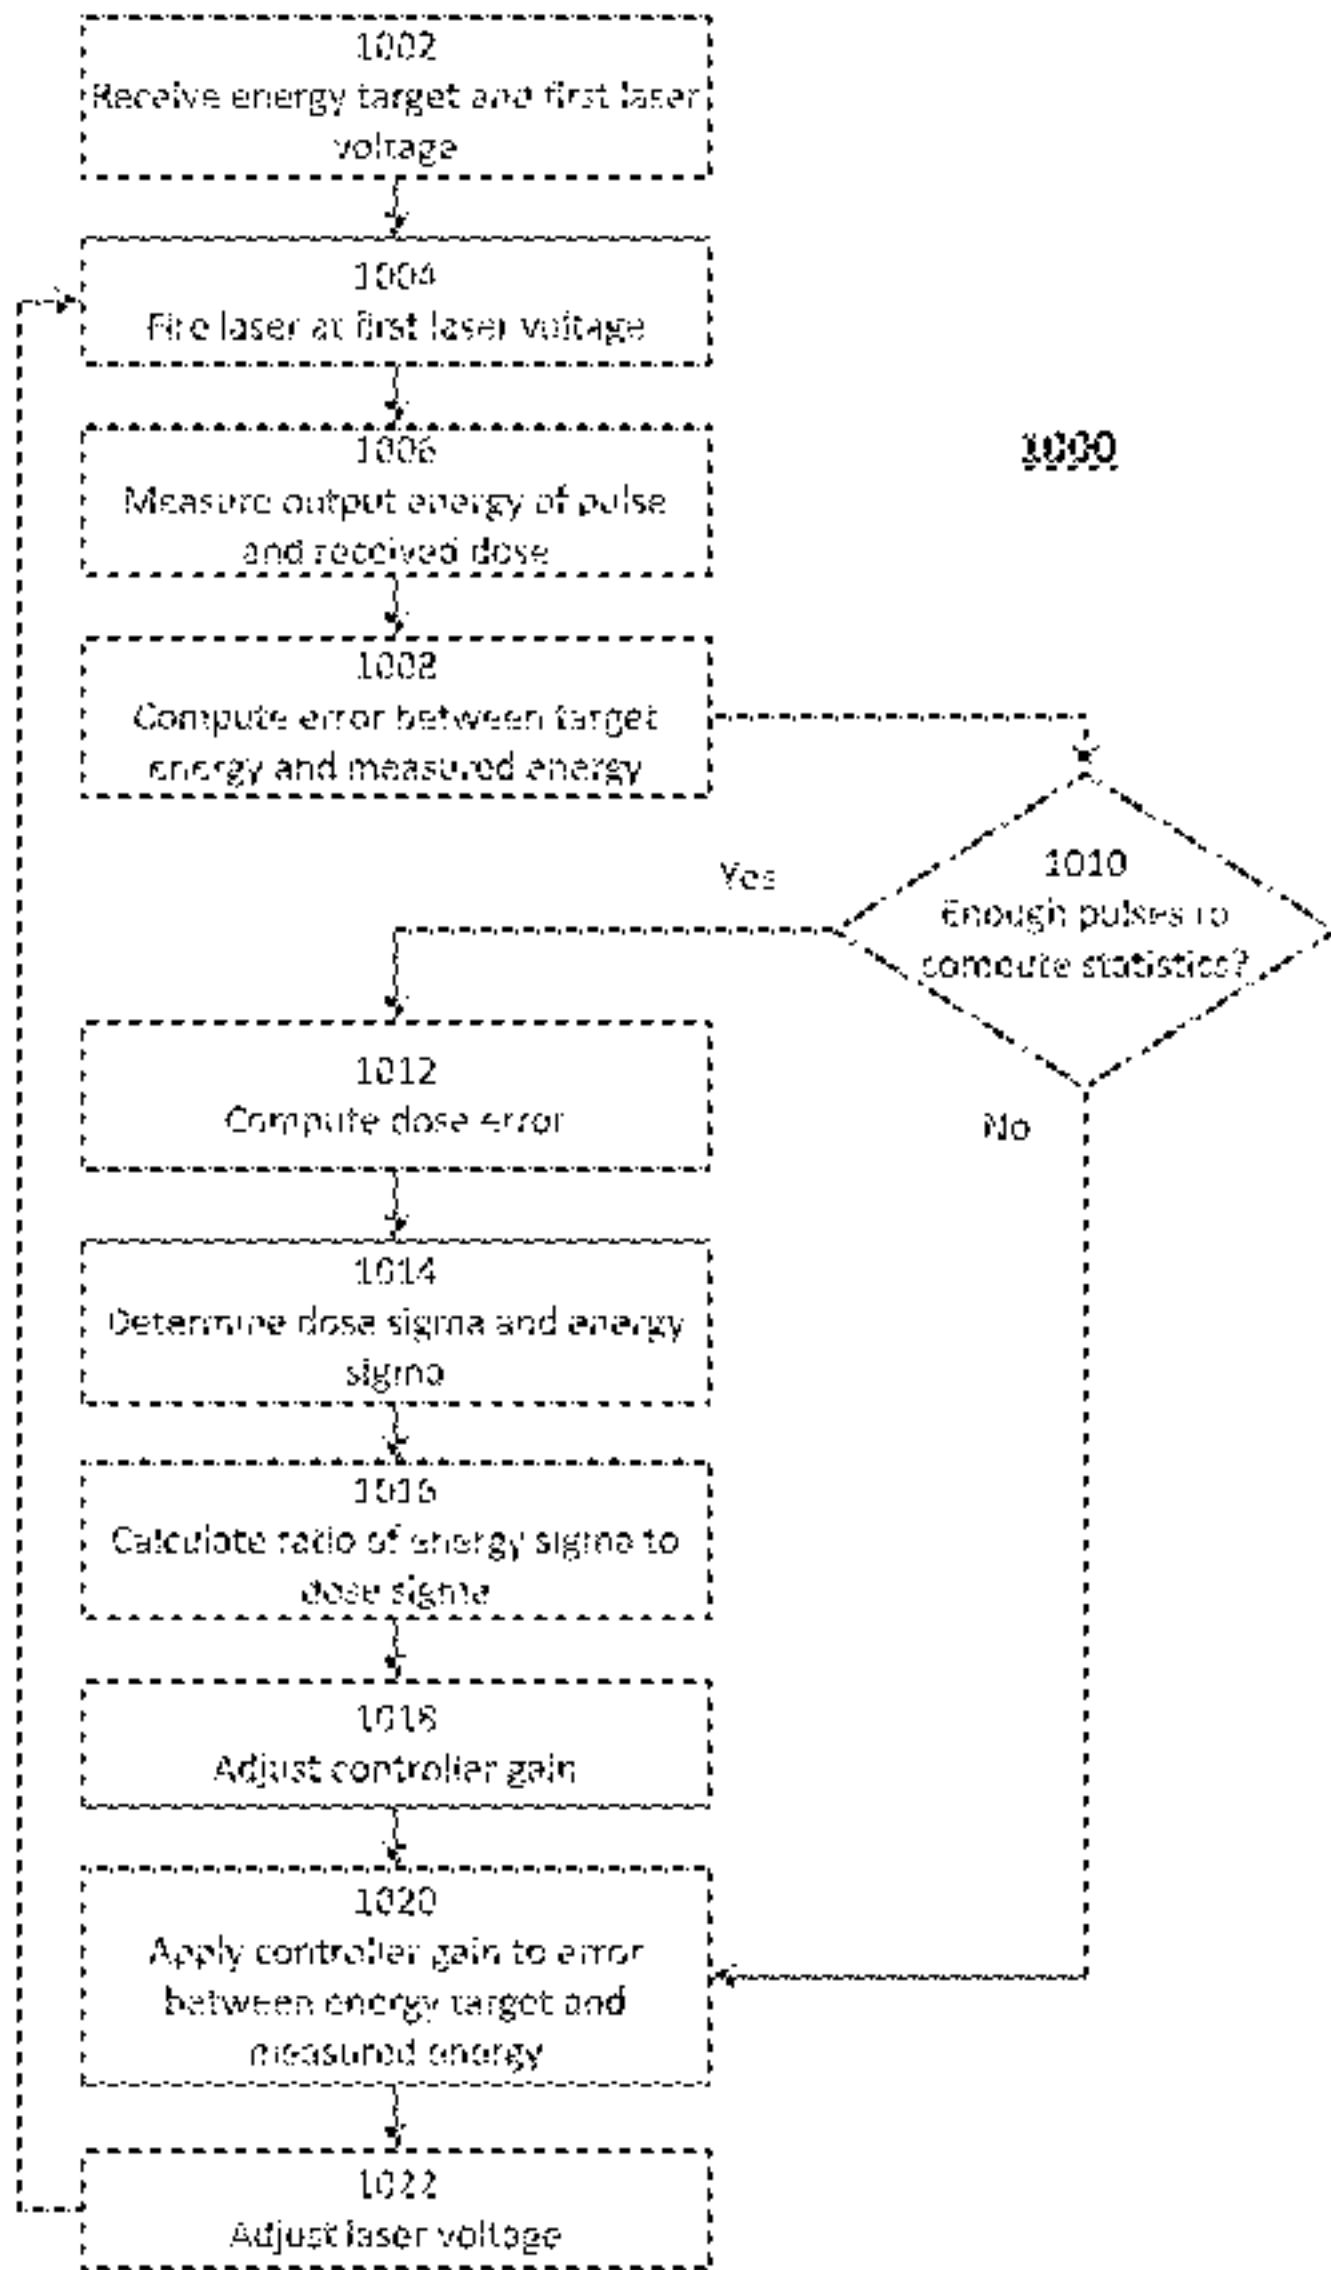 1002
Receive energy target and first laser
voltage
1004
Fire laser at first laser voltage
1006
Measure output energy of pulse
and received dose
1000
1008
Compute error between target
energy and measured energy
1010
Enough pulses to
compute statistics?
Yes
No
1012
Compute dose error
1014
Determine dose sigma and energy
sigma
1016
Calculate ratio of energy sigma to
dose sigma
1018
Adjust controller gain
1020
Apply controller gain to error
between energy target and
measured energy
1022
Adjust laser voltage